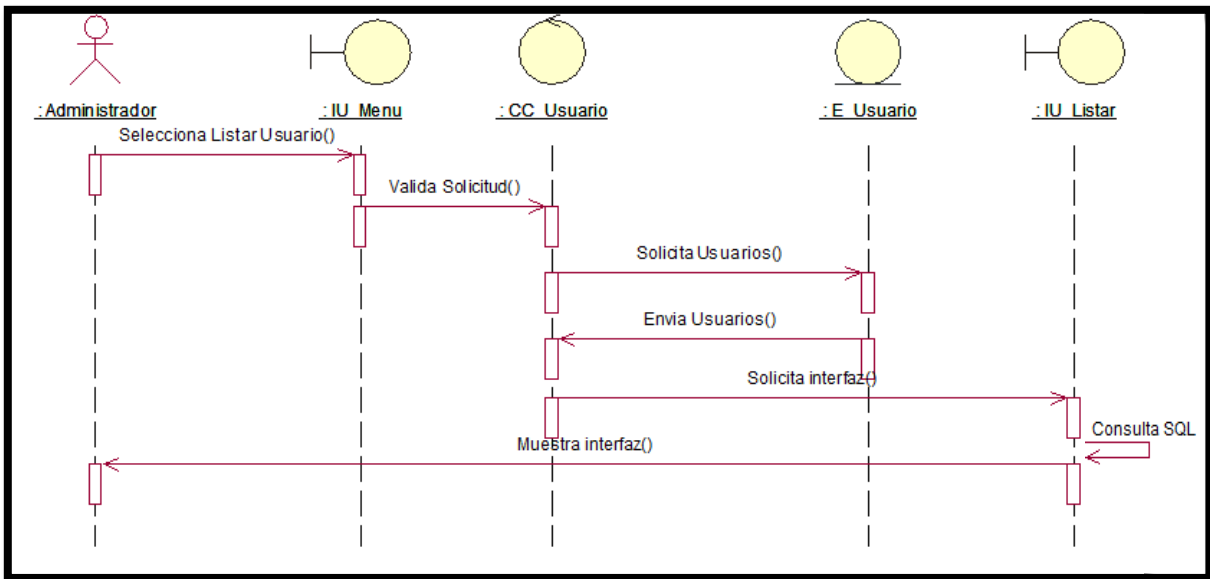 : Administrador
: IU_Menu
: CC_Usuario
: E_Usuario
: IU_Listar
Selecciona Listar Usuario()
Valida Solicitud()
Solicita Usuarios()
Envia Usuarios()
Solicita interfaz()
Consulta SQL
Muestra interfaz()